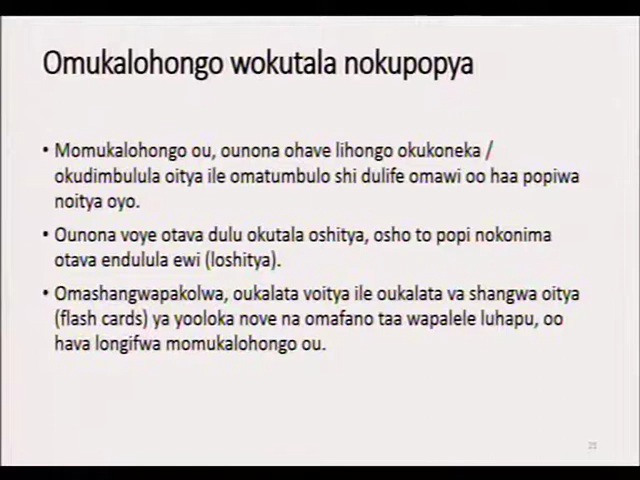 Omukalohongo wokutala nokupopya
• Momukalohongo ou, ounona ohave lihongo okukoneka /
okudimbulula oitya ile omatumbulo shi dulife omawi oo haa popiwa
noitya oyo.
• Ounona voye otava dulu okutala oshitya, osho to popi nokonima
otava endulula ewi (loshitya).
• Omashangwapakolwa, oukalata voitya ile oukalata va shangwa oitya
(flash cards) ya yooloka nove na omafano taa wapalele luhapu, oo
hava longifwa momukalohongo ou.